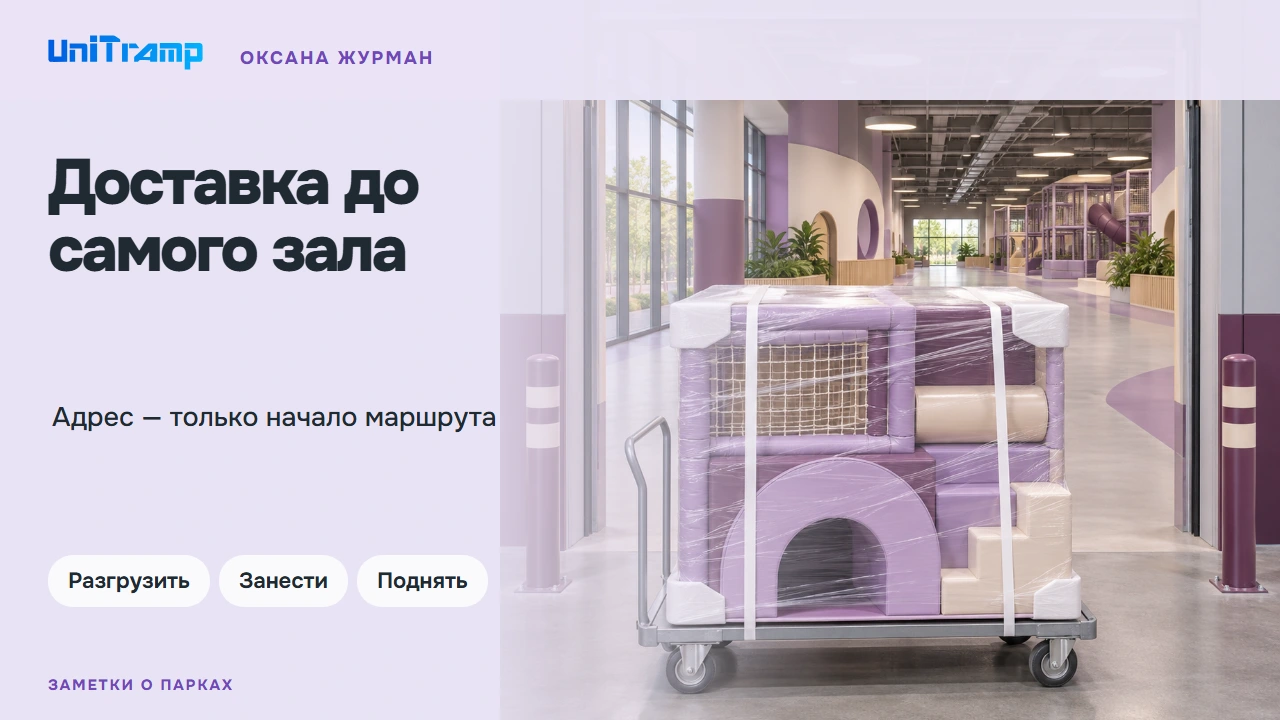 UniTramp
ОКСАНА ЖУРМАН
Доставка до
самого зала
Адрес — только начало маршрута
Разгрузить
Занести
Поднять
ЗАМЕТКИ О ПАРКАХ